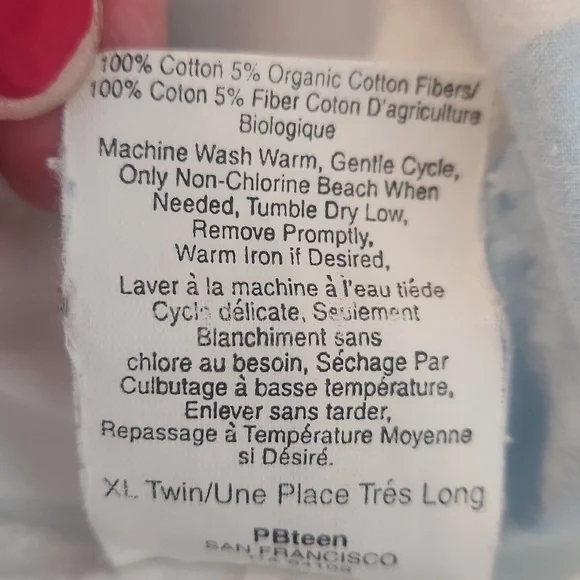 100% Cotton 5% Organic Cotton Fibers/
100% Coton 5% Fiber Coton D'agriculture
Biologique
Machine Wash Warm, Gentle Cycle,
Only Non-Chlorine Beach When
Needed, Tumble Dry Low,
Remove Promptly,
Warm Iron if Desired,
Laver à la machine à l'eau tiéde
Cycle délicate, Seulement
Blanchiment sans
chlore au besoin, Séchage Par
Culbutage à basse température,
Enlever sans tarder,
Repassage à Température Moyenne
si Désiré.
XL Twin/Une Place Trés Long
PBteen
SAN FRANCISCO